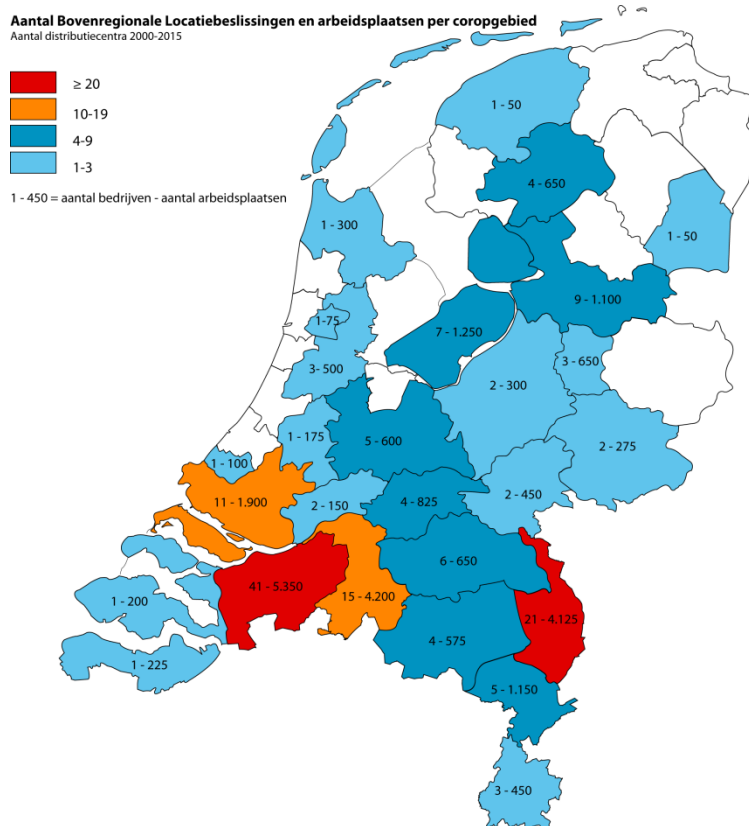 Aantal Bovenregionale Locatiebeslissingen en arbeidsplaatsen per coropgebied
Aantal distributiecentra 2000-2015
≥ 20
10-19
4-9
1-3
1 - 450 = aantal bedrijven - aantal arbeidsplaatsen
1 - 50
4 - 650
1 - 300
1 - 50
9 - 1.100
1-75
7 - 1.250
3- 500
3 - 650
2 - 300
1 - 175
5 - 600
2 - 275
1 - 100
11 - 1.900
2 - 150
4 - 825
2 - 450
6 - 650
41 - 5.350
15 - 4.200
1 - 200
21 - 4.125
4 - 575
1 - 225
5 - 1.150
3 - 450